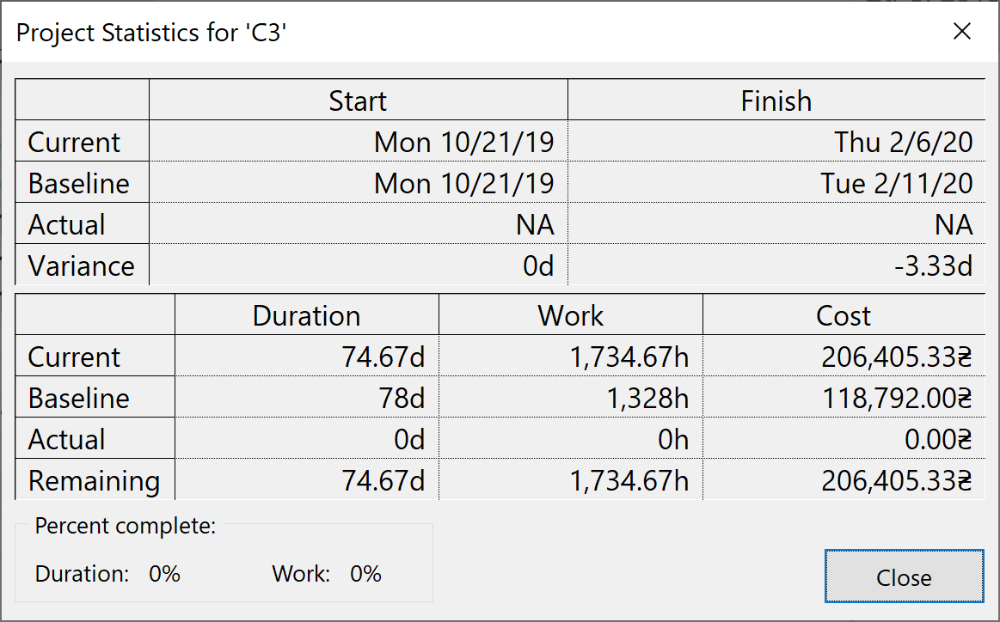 Project Statistics for 'C3'
Start Finish
Current Mon 10/21/19 Thu 2/6/20
Baseline Mon 10/21/19 Tue 2/11/20
Actual NA NA
Variance 0d -3.33d
Duration Work Cost
Current 74.67d 1,734.67h 206,405.33₴
Baseline 78d 1,328h 118,792.00₴
Actual 0d 0h 0.00₴
Remaining 74.67d 1,734.67h 206,405.33₴
Percent complete:
Duration: 0% Work: 0%
Close